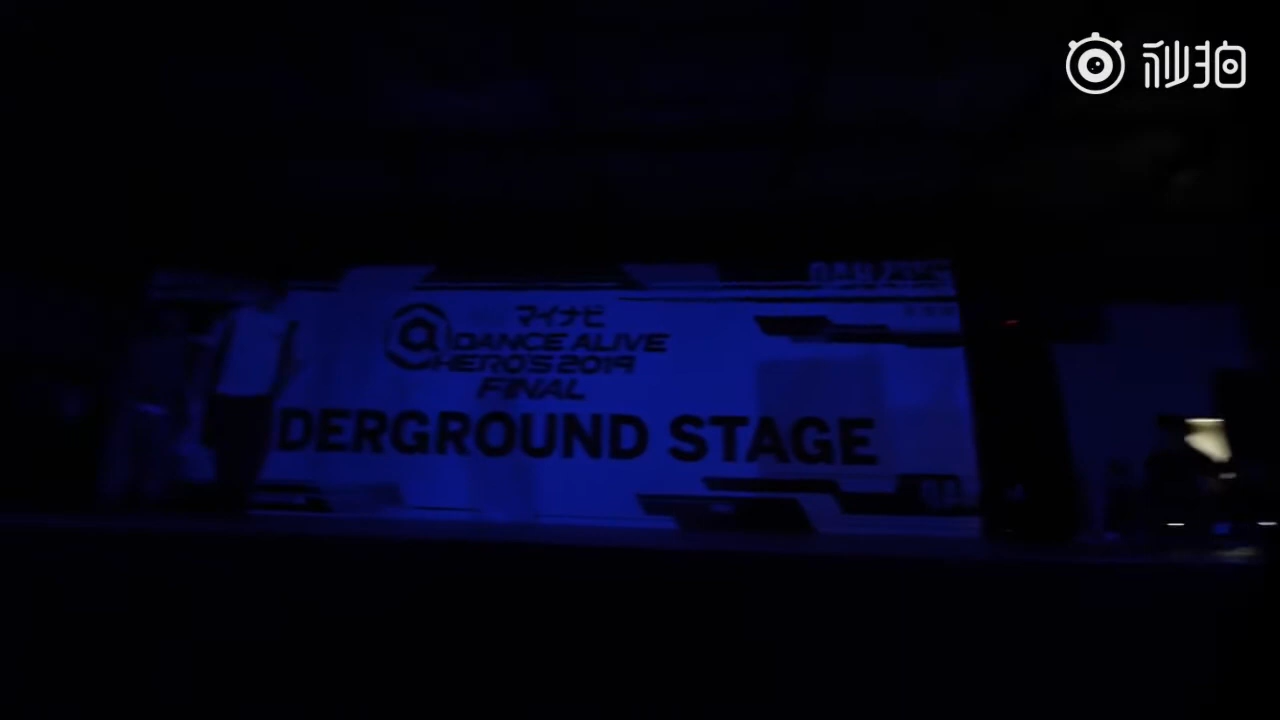 秒拍
マイナビ
@DANCE ALIVE
HERO'S 2019
FINAL
DERGROUND STAGE